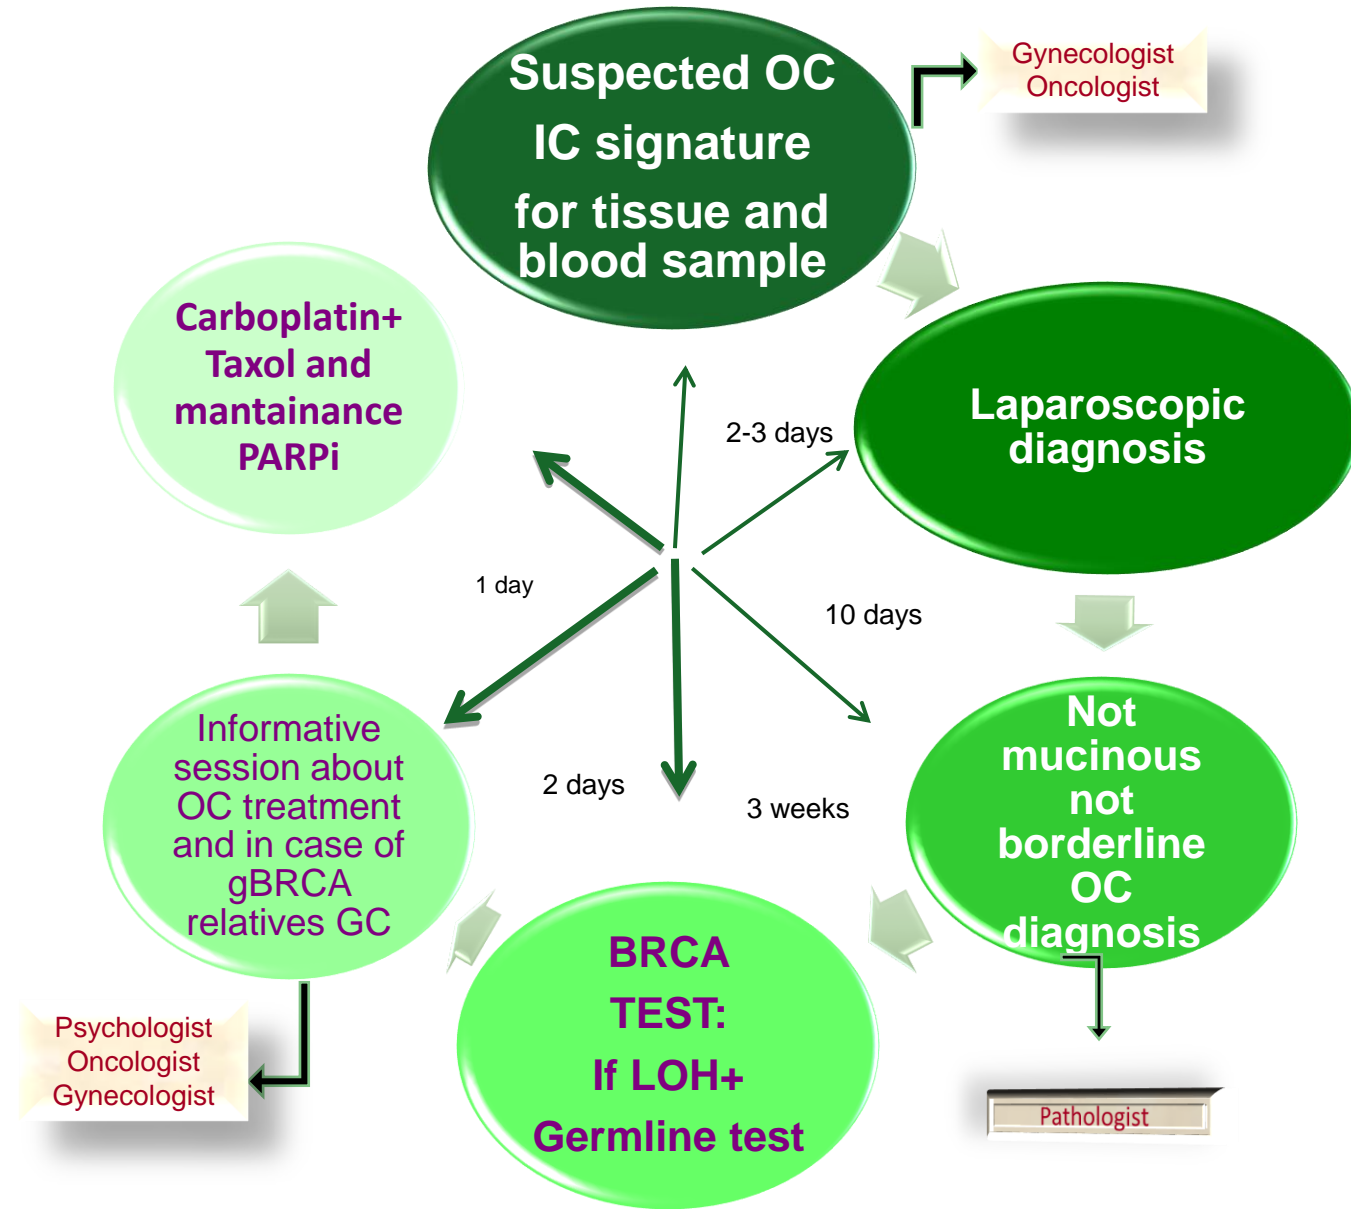 Suspected OC
IC signature
for tissue and
blood sample
Gynecologist
Oncologist
Carboplatin+
Taxol and
mantainance
PARPi
2-3 days
Laparoscopic
diagnosis
1 day
10 days
Informative
session about
OC treatment
and in case of
gBRCA
relatives GC
2 days
3 weeks
Not
mucinous
not
borderline
OC
diagnosis
BRCA
TEST:
If LOH+
Germline test
Psychologist
Oncologist
Gynecologist
Pathologist